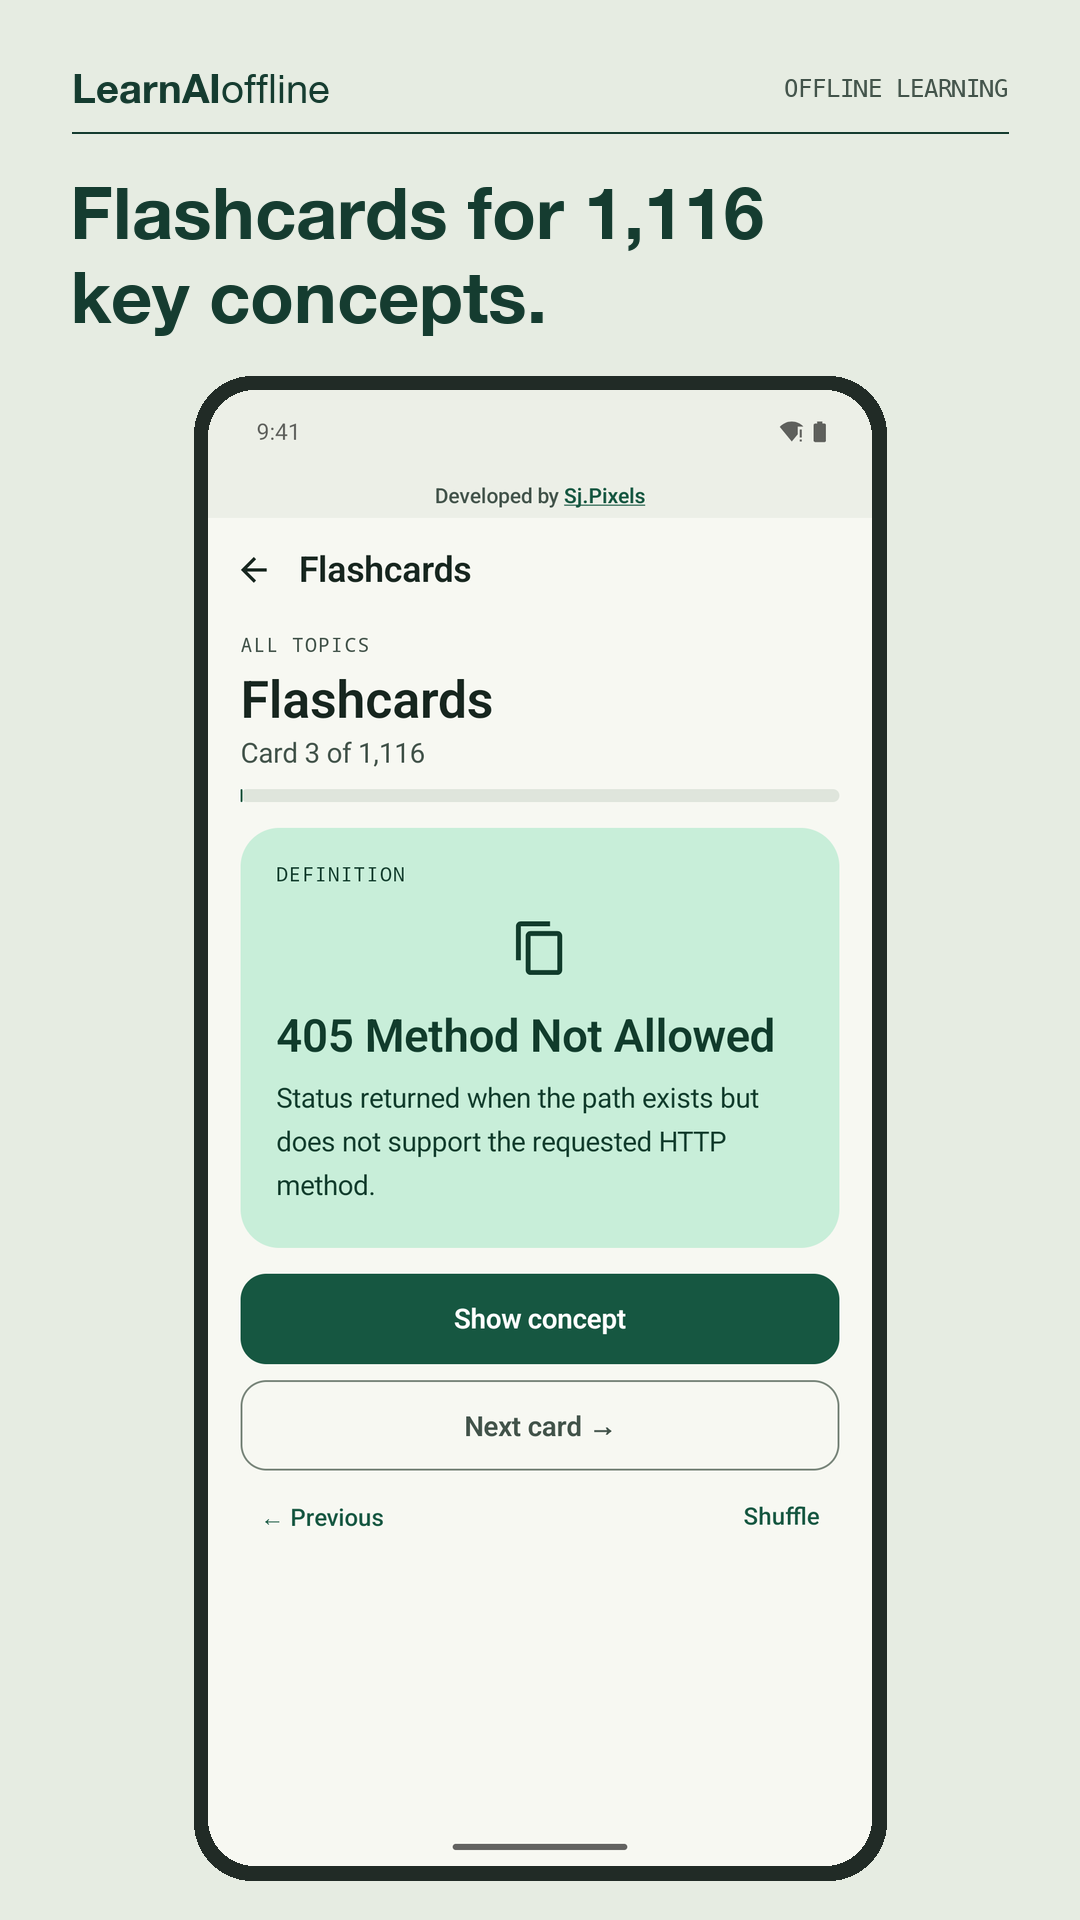 LearnAIoffline
OFFLINE LEARNING
Flashcards for 1,116
key concepts.
9:41
Developed by Sj.Pixels
← Flashcards
ALL TOPICS
Flashcards
Card 3 of 1,116
DEFINITION
405 Method Not Allowed
Status returned when the path exists but
does not support the requested HTTP
method.
Show concept
Next card →
← Previous
Shuffle